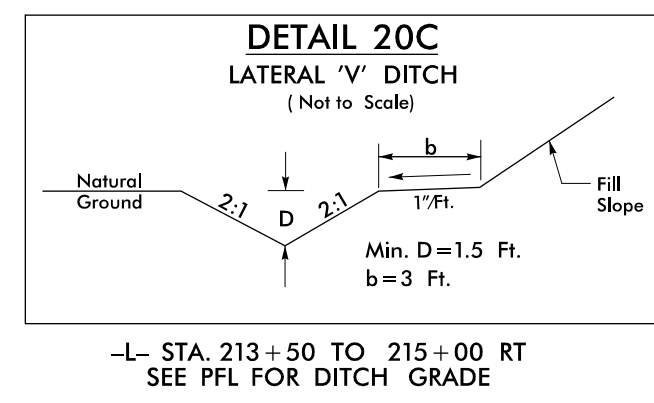 DETAIL 20C
LATERAL 'V' DITCH
( Not to Scale)
b
Natural
Ground
2:1
D
2:1
1"/Ft.
Fill
Slope
Min. D=1.5 Ft.
b=3 Ft.
-L- STA. 213+50 TO 215+00 RT
SEE PFL FOR DITCH GRADE